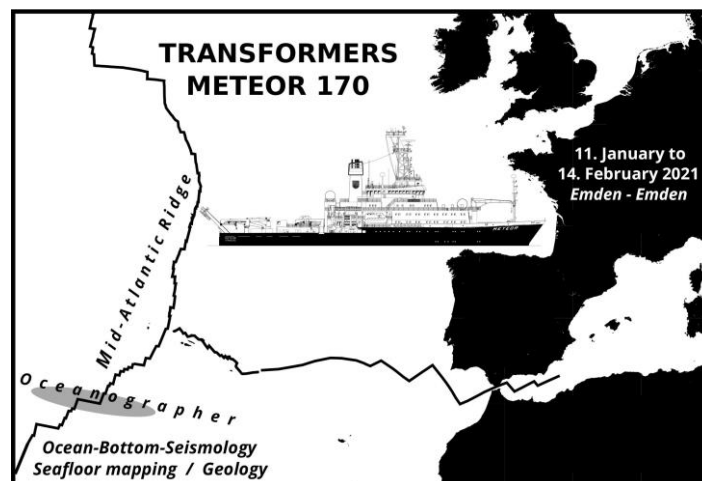 TRANSFORMERS
METEOR 170
11. January to
14. February 2021
Emden - Emden
METEOR
Mid-Atlantic Ridge
Oceanographer
Ocean-Bottom-Seismology
Seafloor mapping / Geology